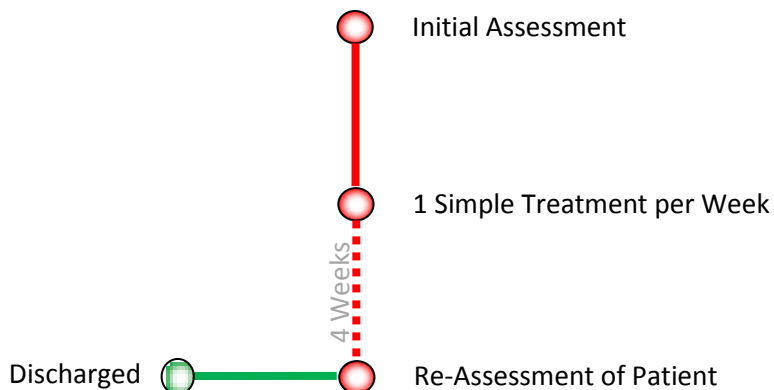 Initial Assessment
1 Simple Treatment per Week
4 Weeks
Discharged
Re-Assessment of Patient